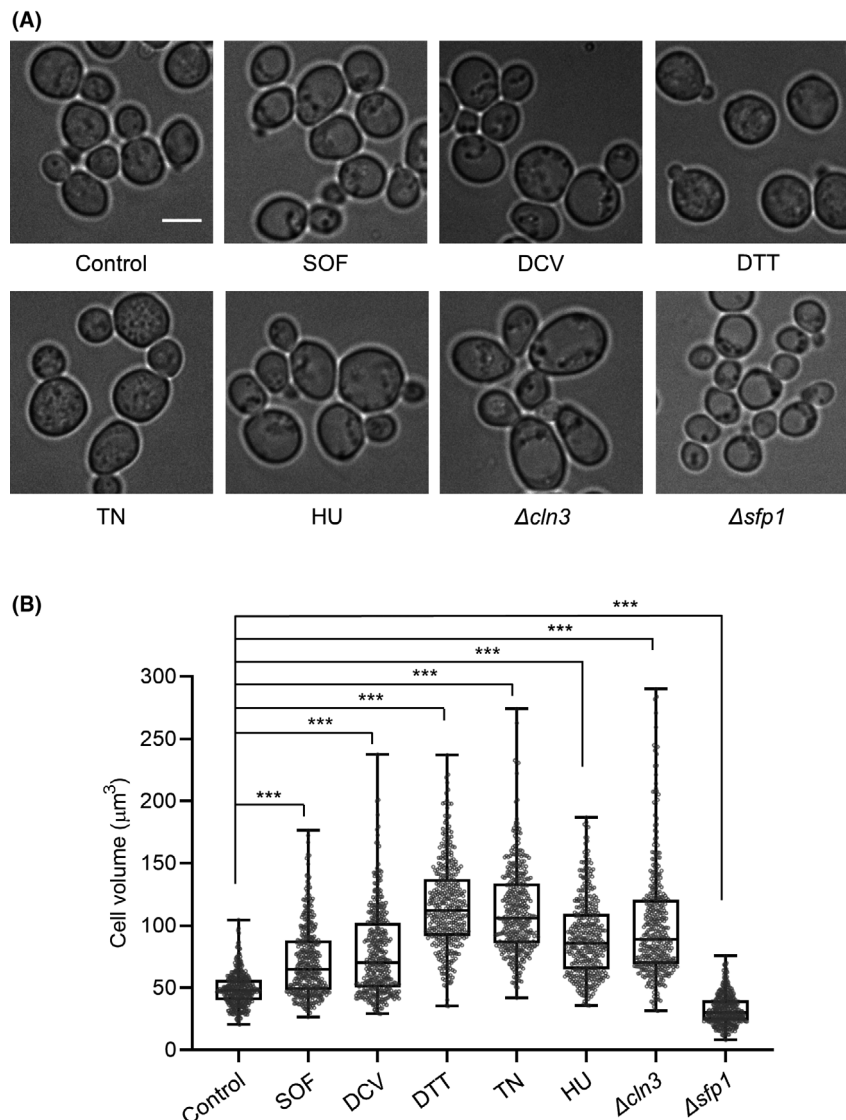 (A)
Control SOF DCV DTT
TN HU Δcln3 Δsfp1
(B)
***
***
***
***
***
***
***
Cell volume (μm³)
300
250
200
150
100
50
0
Control SOF DCV DTT TN HU Δcln3 Δsfp1